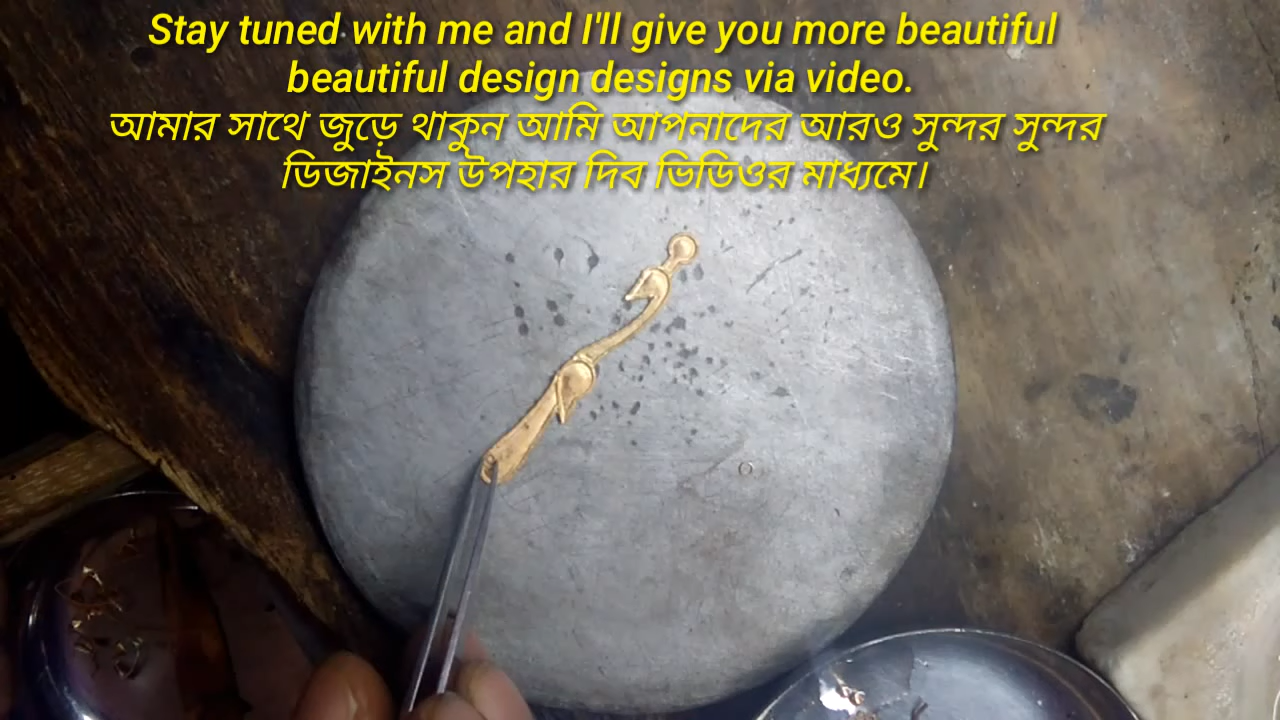 Stay tuned with me and I'll give you more beautiful
beautiful design designs via video.
আমার সাথে জুড়ে থাকুন আমি আপনাদের আরও সুন্দর সুন্দর
ডিজাইনস উপহার দিব ভিডিওর মাধ্যমে।